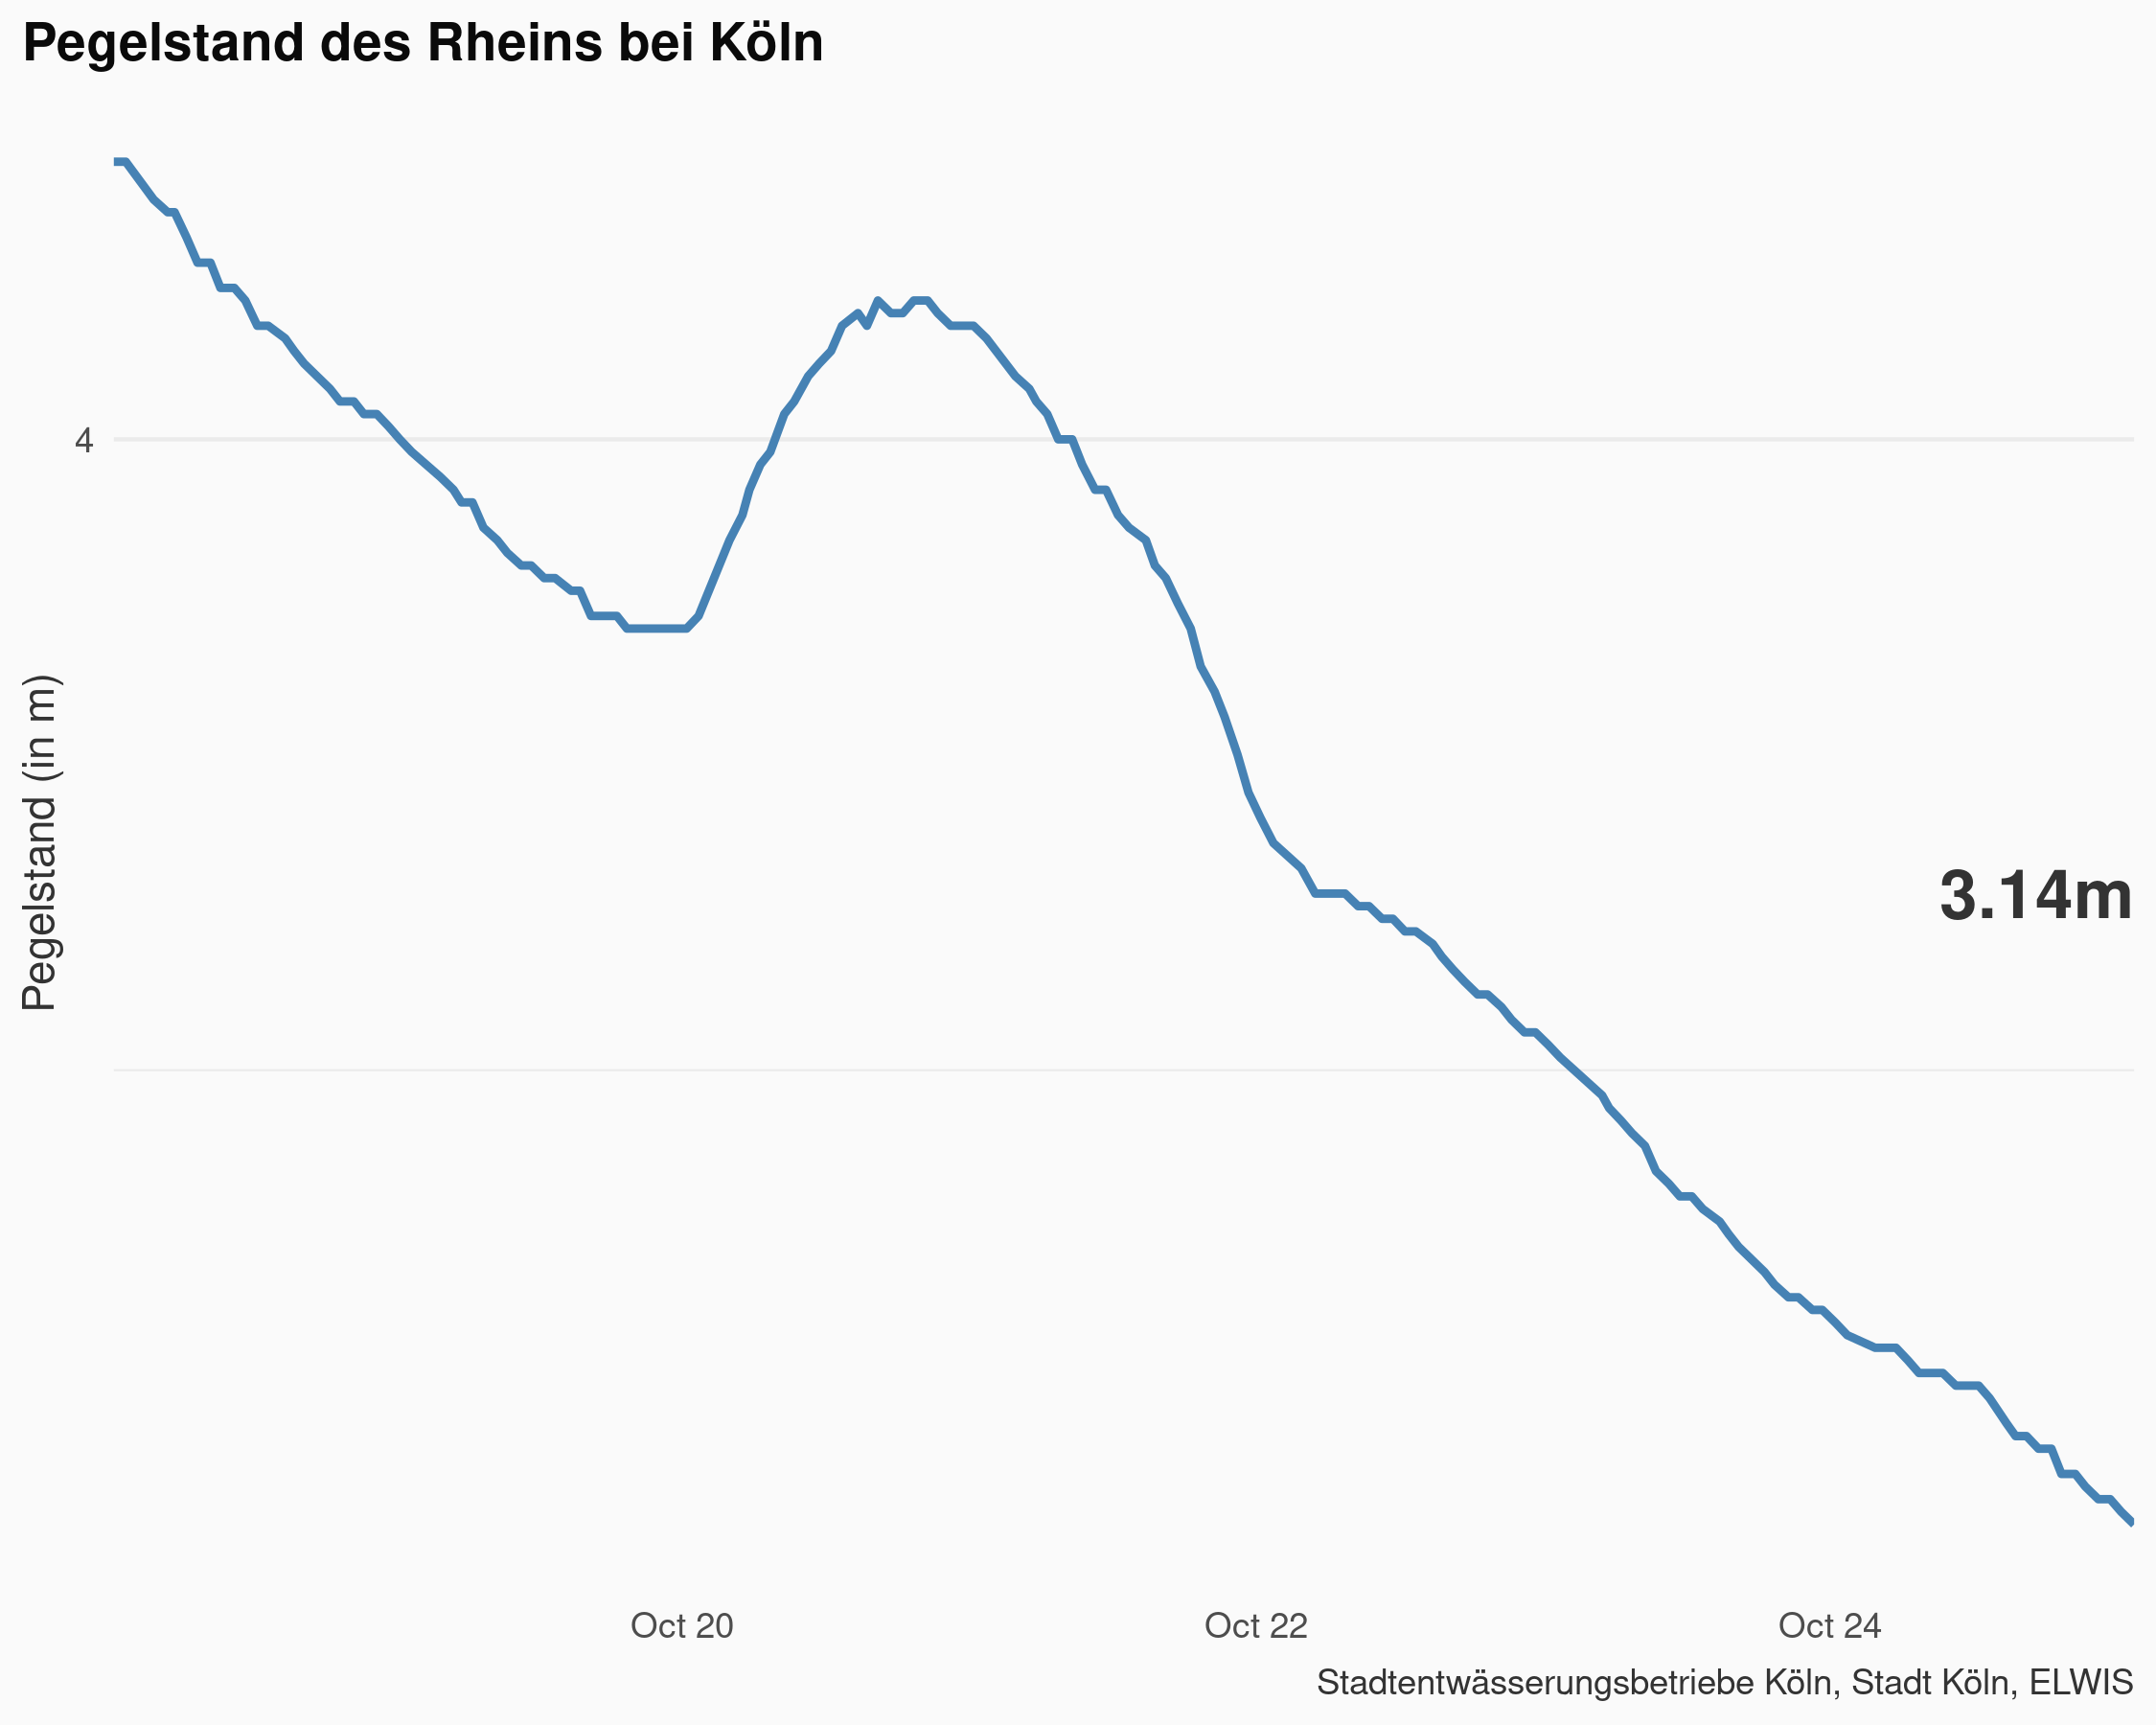 Pegelstand des Rheins bei Köln
4
Pegelstand (in m)
3.14m
Oct 20
Oct 22
Oct 24
Stadtentwässerungsbetriebe Köln, Stadt Köln, ELWIS